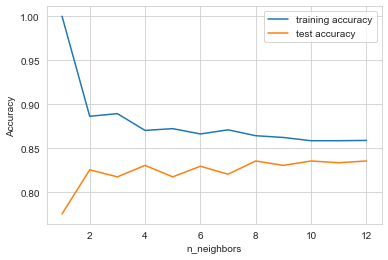 1.00
0.95
0.90
0.85
0.80
Accuracy
training accuracy
test accuracy
2 4 6 8 10 12
n_neighbors